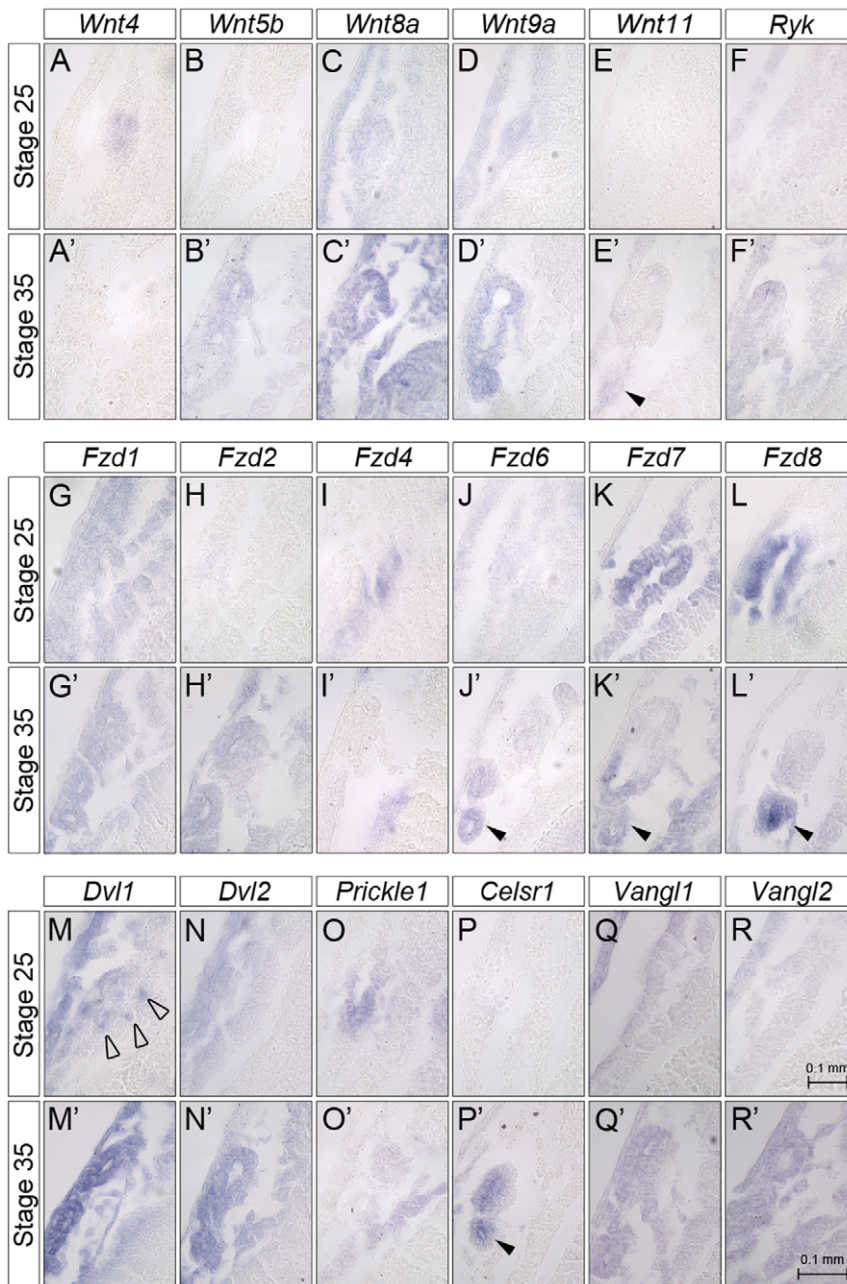 Wnt4 Wnt5b Wnt8a Wnt9a Wnt11 Ryk
Stage 25
A B C D E F
Stage 35
A' B' C' D' E' F'
Fzd1 Fzd2 Fzd4 Fzd6 Fzd7 Fzd8
Stage 25
G H I J K L
Stage 35
G' H' I' J' K' L'
Dvl1 Dvl2 Prickle1 Celsr1 Vangl1 Vangl2
Stage 25
M N O P Q R
0.1 mm
Stage 35
M' N' O' P' Q' R'
0.1 mm